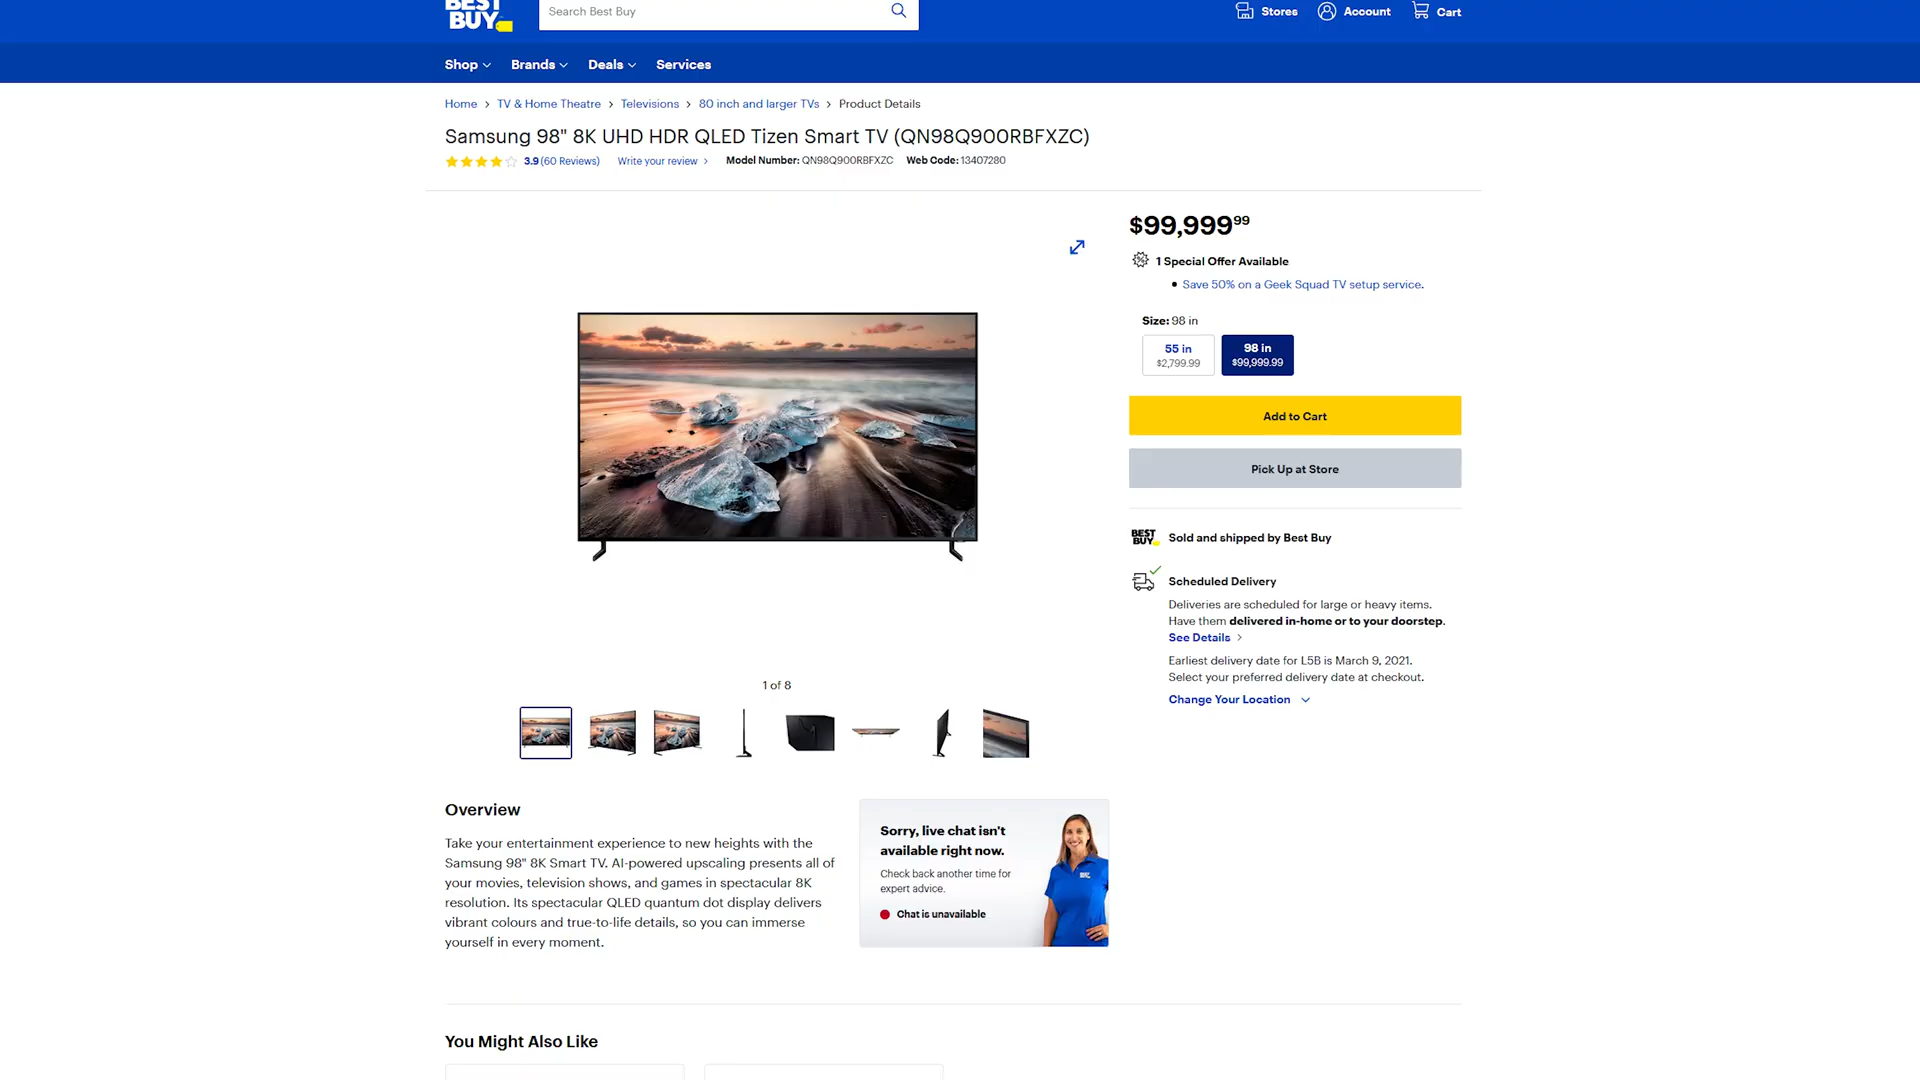 BEST
BUY
Search Best Buy
Stores
Account
Cart
Shop
Brands
Deals
Services
Home > TV & Home Theatre > Televisions > 80 inch and larger TVs > Product Details
Samsung 98" 8K UHD HDR QLED Tizen Smart TV (QN98Q900RBFXZC)
3.9 (60 Reviews) Write your review > Model Number: QN98Q900RBFXZC Web Code: 13407280
$99,999 99
1 Special Offer Available
• Save 50% on a Geek Squad TV setup service.
Size: 98 in
55 in
$2,799.99
98 in
$99,999.99
Add to Cart
Pick Up at Store
BEST
BUY
Sold and shipped by Best Buy
Scheduled Delivery
Deliveries are scheduled for large or heavy items.
Have them delivered in-home or to your doorstep.
See Details >
Earliest delivery date for L5B is March 9, 2021.
Select your preferred delivery date at checkout.
Change Your Location
1 of 8
Overview
Take your entertainment experience to new heights with the
Samsung 98" 8K Smart TV. AI-powered upscaling presents all of
your movies, television shows, and games in spectacular 8K
resolution. Its spectacular QLED quantum dot display delivers
vibrant colours and true-to-life details, so you can immerse
yourself in every moment.
Sorry, live chat isn't
available right now.
Check back another time for
expert advice.
Chat is unavailable
You Might Also Like